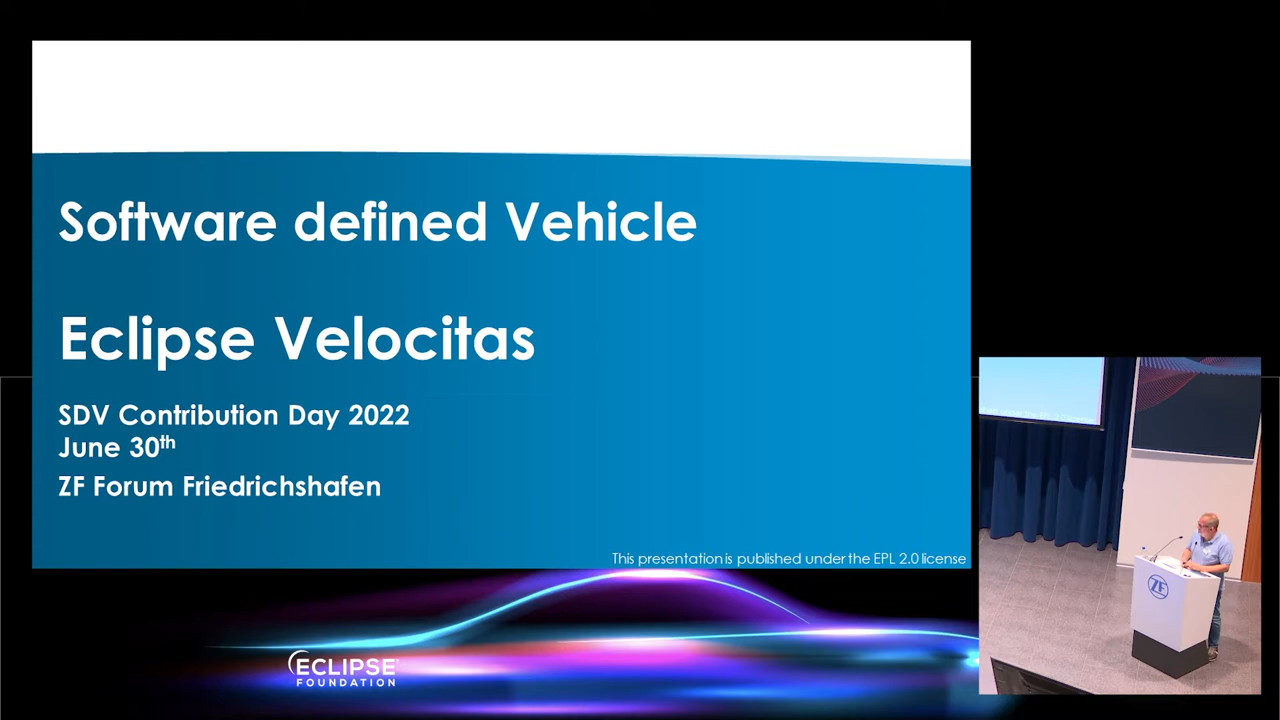 Software defined Vehicle
Eclipse Velocitas
SDV Contribution Day 2022
June 30th
ZF Forum Friedrichshafen
This presentation is published under the EPL 2.0 license
ECLIPSE
FOUNDATION
ZF